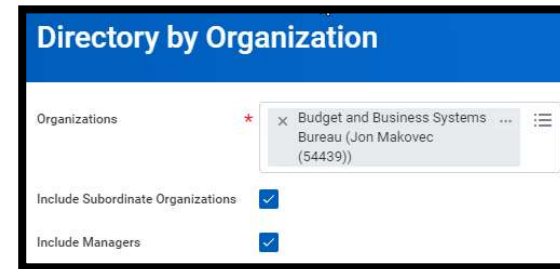 Directory by Organization
Organizations *
× Budget and Business Systems ...
Bureau (Jon Makovec
(54439))
Include Subordinate Organizations
Include Managers